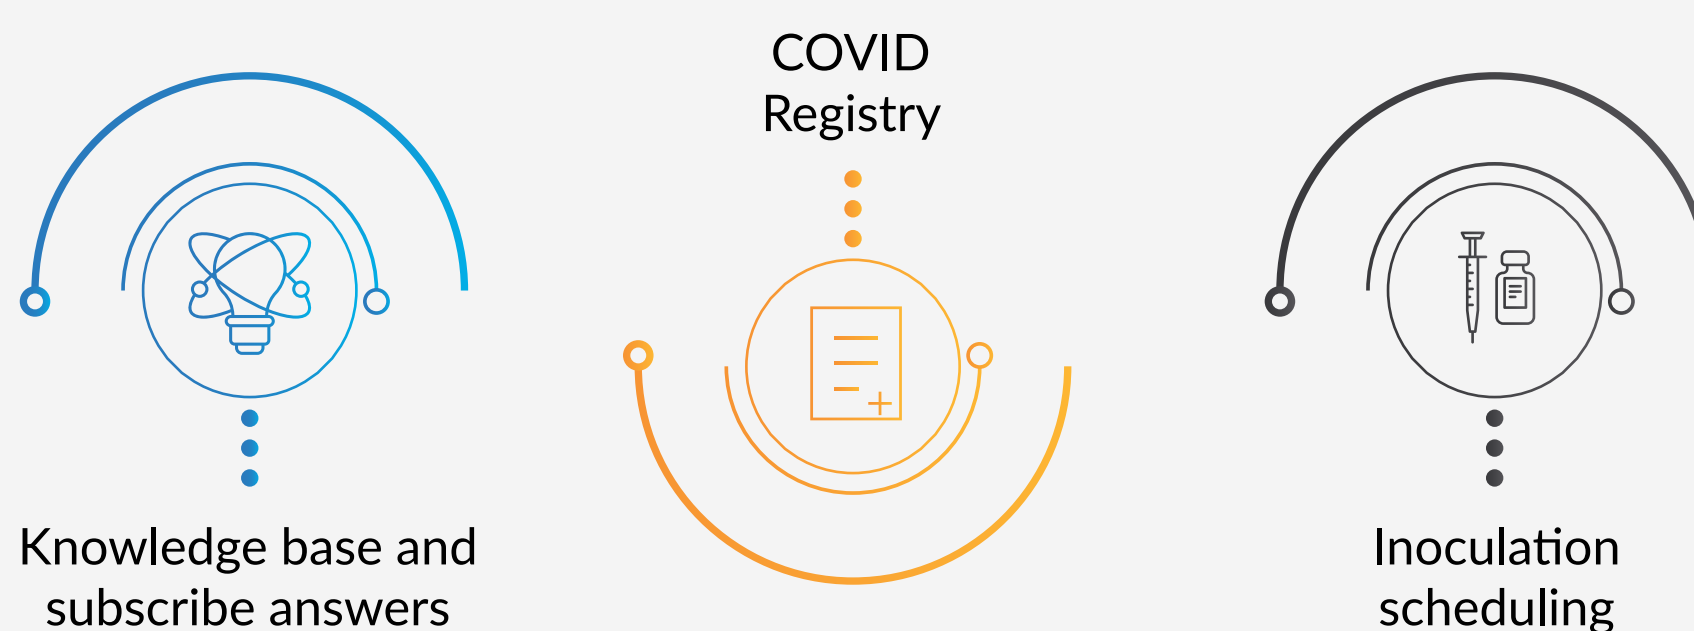 COVID
Registry
Knowledge base and
subscribe answers
Inoculation
scheduling